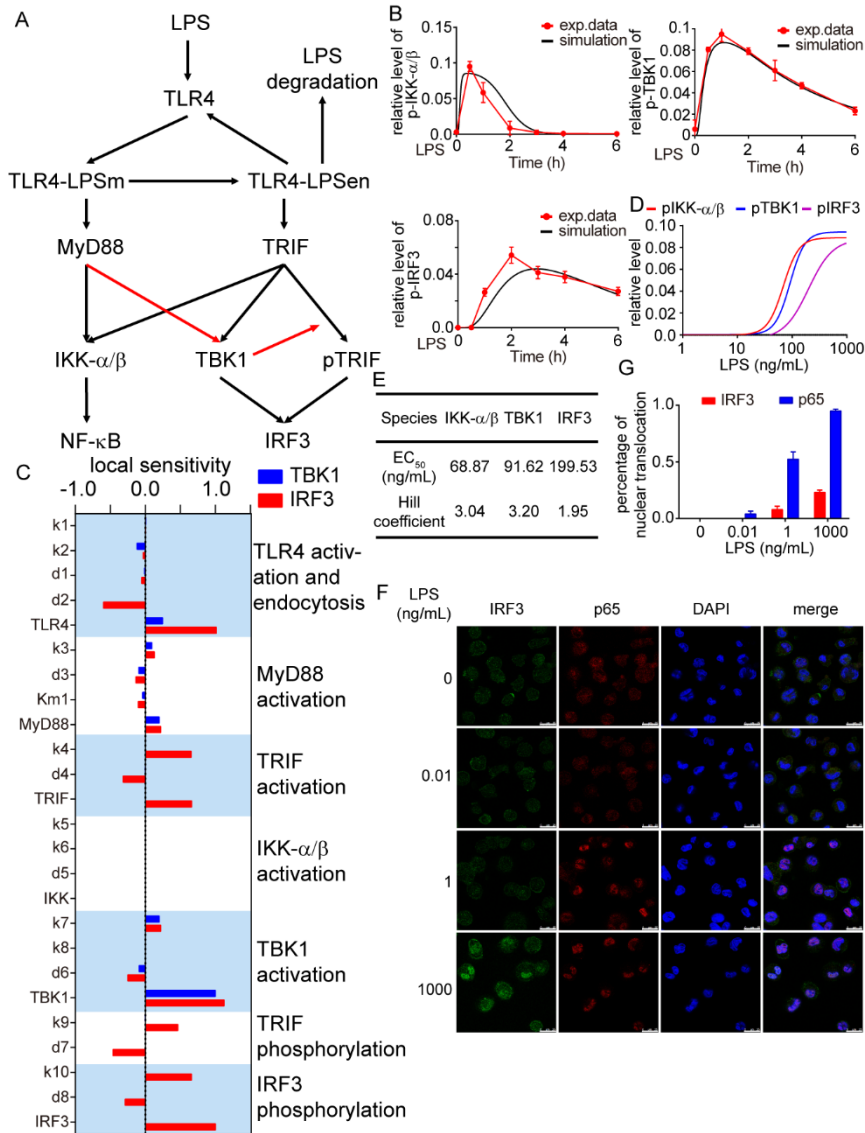 A
LPS
LPS
degradation
TLR4
TLR4-LPSm
TLR4-LPSen
MyD88
TRIF
IKK-α/β
TBK1
pTRIF
NF-κB
IRF3
B
relative level of
p-IKK-α/β
0.15
0.10
0.05
0.00
exp.data
simulation
LPS
0 2 4 6
Time (h)
relative level of
p-TBK1
0.1
0.08
0.06
0.04
0.02
0
exp.data
simulation
LPS
0 2 4 6
Time (h)
relative level of
p-IRF3
0.08
0.04
0.0
exp.data
simulation
LPS
0 2 4 6
Time (h)
D
pIKK-α/β pTBK1 pIRF3
relative level
0.10
0.08
0.06
0.04
0.02
0.00
1 10 100 1000
LPS (ng/mL)
E
Species IKK-α/β TBK1 IRF3
EC50
(ng/mL) 68.87 91.62 199.53
Hill
coefficient 3.04 3.20 1.95
G
percentage of
nuclear translocation
IRF3 p65
1.0
0.5
0.0
0 0.01 1 1000
LPS (ng/mL)
C
local sensitivity
-1.0 0.0 1.0
TBK1
IRF3
k1
k2
d1
d2
TLR4
TLR4 activ-
ation and
endocytosis
k3
d3
Km1
MyD88
MyD88
activation
k4
d4
TRIF
TRIF
activation
k5
k6
d5
IKK
IKK-α/β
activation
k7
k8
d6
TBK1
TBK1
activation
k9
d7
TRIF
phosphorylation
k10
d8
IRF3
IRF3
phosphorylation
F
LPS
(ng/mL)
IRF3 p65 DAPI merge
0
0.01
1
1000